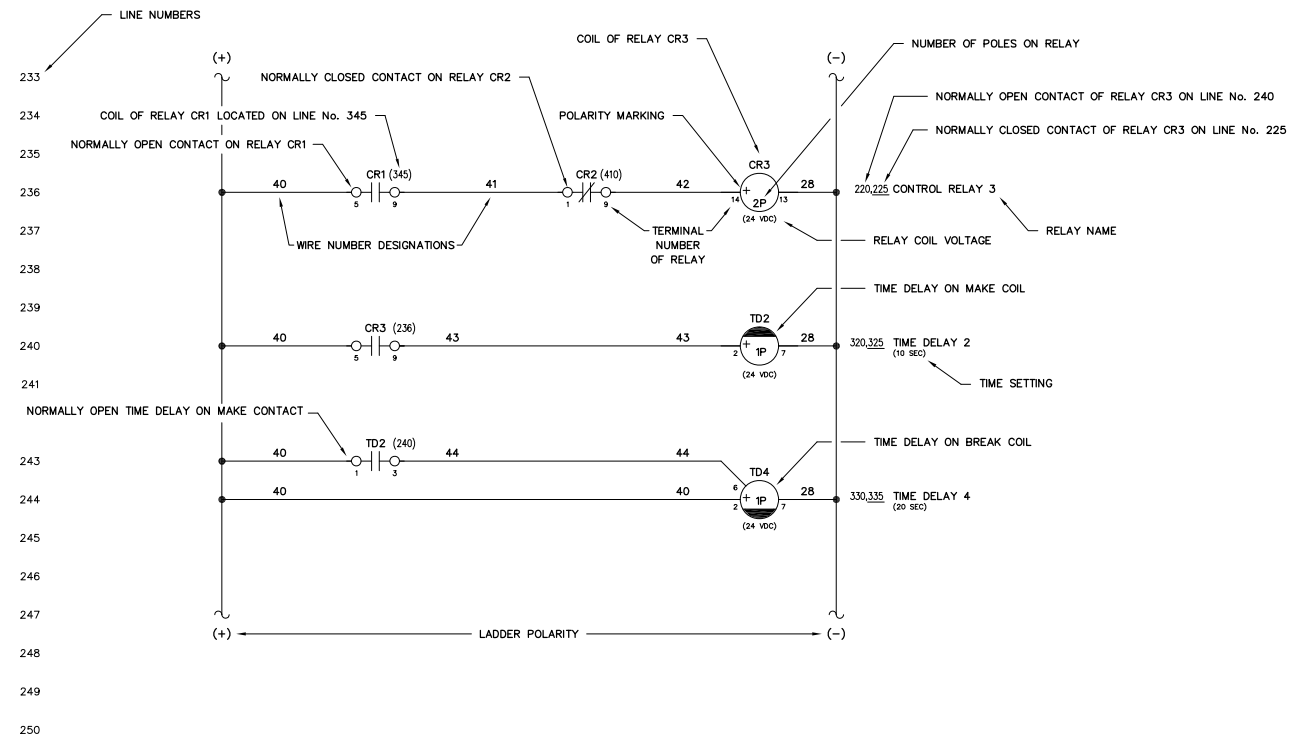 LINE NUMBERS
COIL OF RELAY CR3
NUMBER OF POLES ON RELAY
(+)
(-)
233
NORMALLY CLOSED CONTACT ON RELAY CR2
NORMALLY OPEN CONTACT OF RELAY CR3 ON LINE No. 240
234
COIL OF RELAY CR1 LOCATED ON LINE No. 345
POLARITY MARKING
NORMALLY CLOSED CONTACT OF RELAY CR3 ON LINE No. 225
NORMALLY OPEN CONTACT ON RELAY CR1
235
CR3
CR1 (345)
CR2 (410)
40
41
42
28
236
+
220,225 CONTROL RELAY 3
5
9
1
9
14
2P
13
(24 VDC)
237
TERMINAL
NUMBER
OF RELAY
RELAY NAME
WIRE NUMBER DESIGNATIONS
RELAY COIL VOLTAGE
238
TIME DELAY ON MAKE COIL
239
TD2
CR3 (236)
40
43
43
28
240
+
320,325 TIME DELAY 2
5
9
2
1P
7
(10 SEC)
(24 VDC)
241
TIME SETTING
NORMALLY OPEN TIME DELAY ON MAKE CONTACT
TIME DELAY ON BREAK COIL
TD2 (240)
40
44
44
243
1
3
TD4
6
40
40
28
244
+
1P
330,335 TIME DELAY 4
2
7
(20 SEC)
(24 VDC)
245
246
247
(+)
LADDER POLARITY
(-)
248
249
250